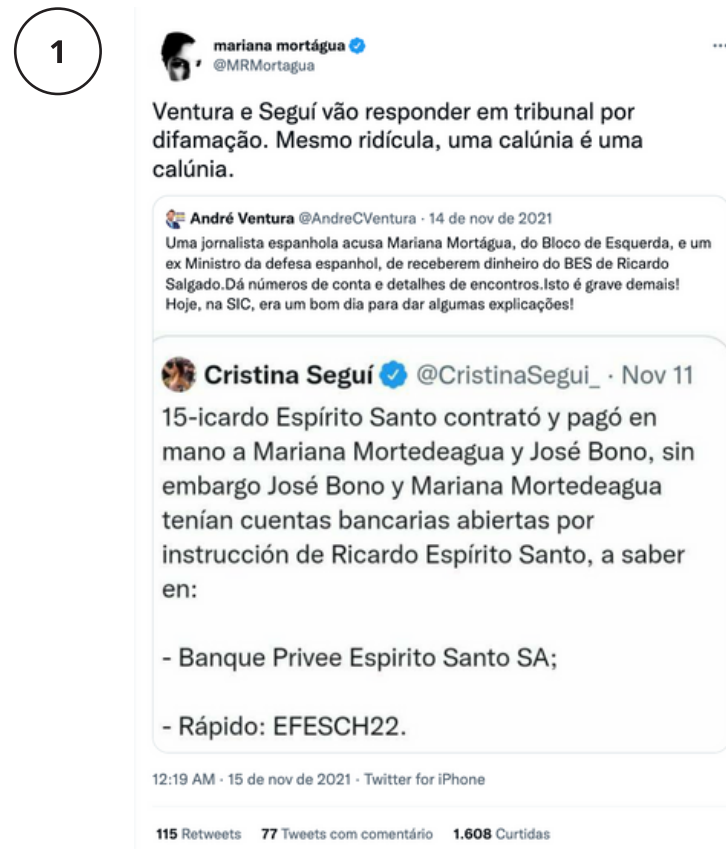 1
mariana mortágua
@MRMortagua
Ventura e Seguí vão responder em tribunal por
difamação. Mesmo ridícula, uma calúnia é uma
calúnia.
André Ventura @AndreCVentura · 14 de nov de 2021
Uma jornalista espanhola acusa Mariana Mortágua, do Bloco de Esquerda, e um
ex Ministro da defesa espanhol, de receberem dinheiro do BES de Ricardo
Salgado.Dá números de conta e detalhes de encontros.Isto é grave demais!
Hoje, na SIC, era um bom dia para dar algumas explicações!
Cristina Seguí @CristinaSegui_ · Nov 11
15-icardo Espírito Santo contrató y pagó en
mano a Mariana Mortedeagua y José Bono, sin
embargo José Bono y Mariana Mortedeagua
tenían cuentas bancarias abiertas por
instrucción de Ricardo Espírito Santo, a saber
en:
- Banque Privee Espirito Santo SA;
- Rápido: EFESCH22.
12:19 AM · 15 de nov de 2021 · Twitter for iPhone
115 Retweets 77 Tweets com comentário 1.608 Curtidas